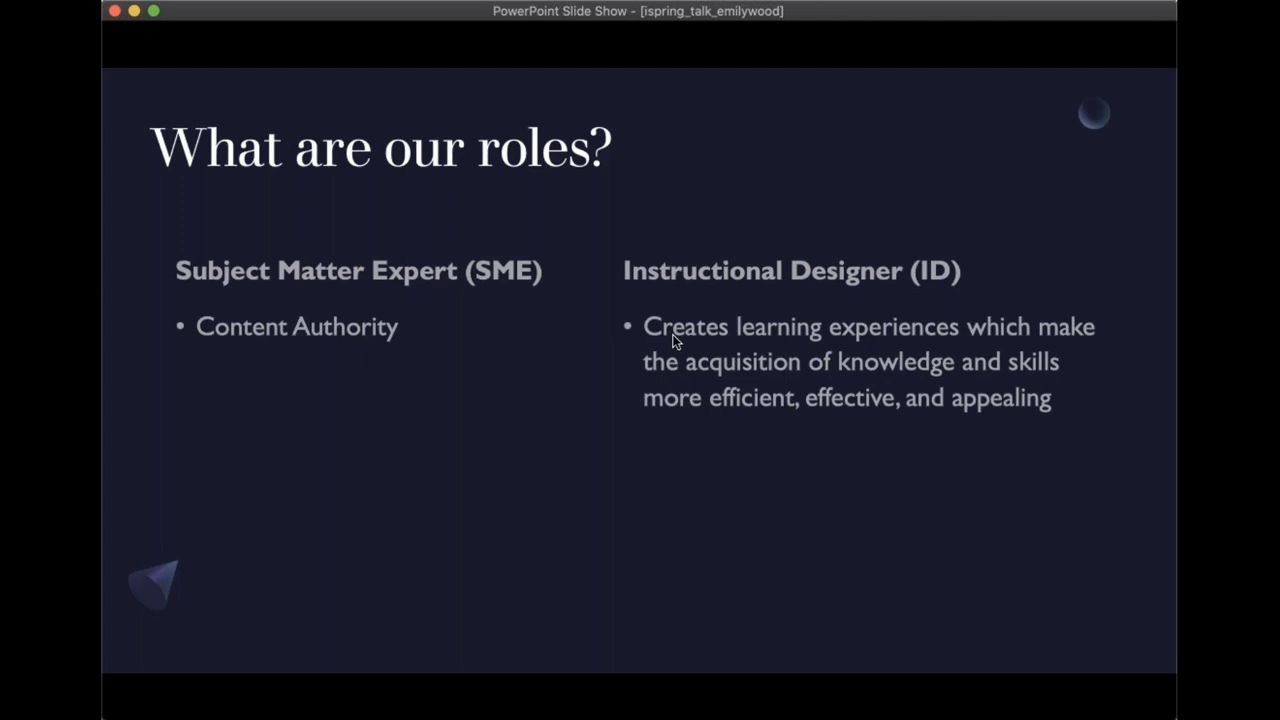 PowerPoint Slide Show - [ispring_talk_emilywood]
What are our roles?
Subject Matter Expert (SME)
• Content Authority
Instructional Designer (ID)
• Creates learning experiences which make
the acquisition of knowledge and skills
more efficient, effective, and appealing